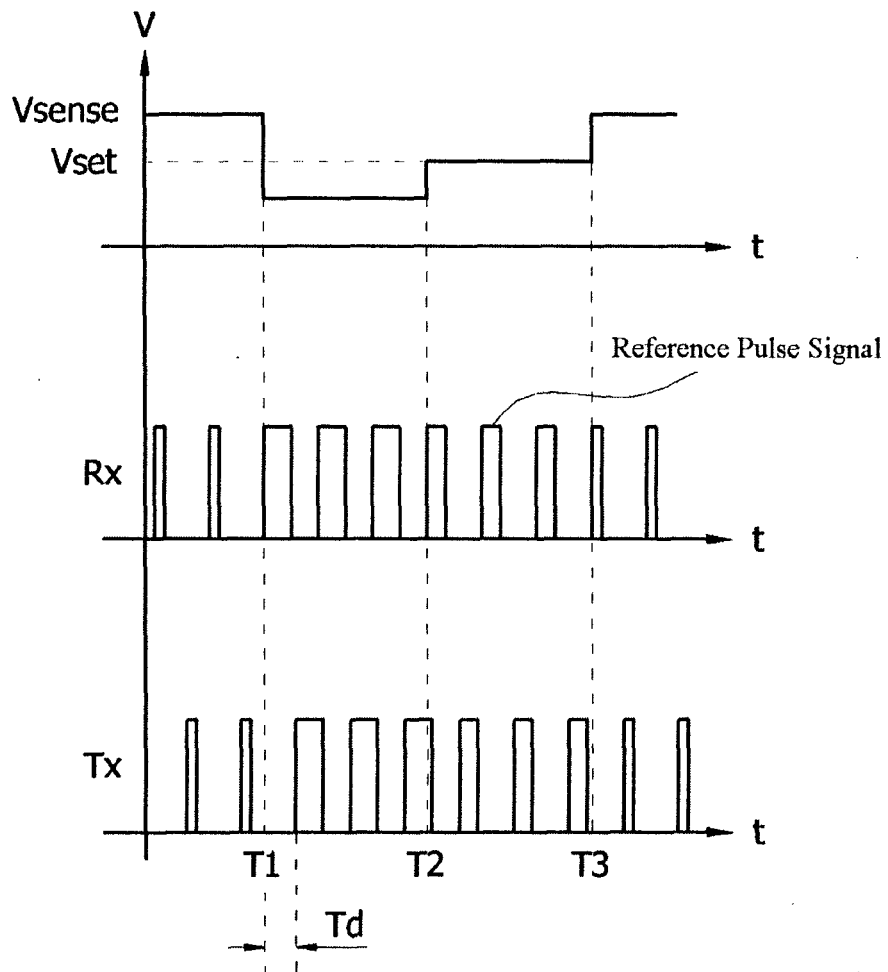 V
Vsense
Vset
t
Reference Pulse Signal
Rx
t
Tx
t
T1 T2 T3
Td